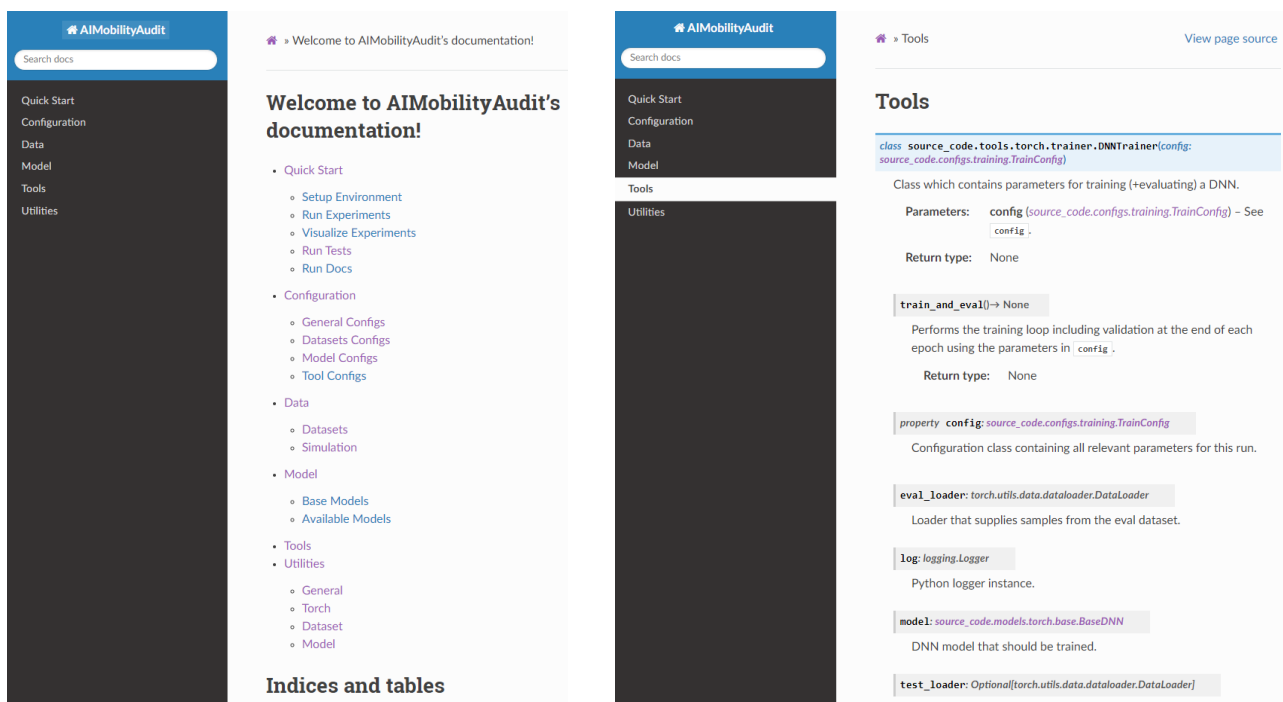 AIMobilityAudit
Search docs
Quick Start
Configuration
Data
Model
Tools
Utilities
» Welcome to AIMobilityAudit's documentation!
Welcome to AIMobilityAudit's
documentation!
• Quick Start
◦ Setup Environment
◦ Run Experiments
◦ Visualize Experiments
◦ Run Tests
◦ Run Docs
• Configuration
◦ General Configs
◦ Datasets Configs
◦ Model Configs
◦ Tool Configs
• Data
◦ Datasets
◦ Simulation
• Model
◦ Base Models
◦ Available Models
• Tools
• Utilities
◦ General
◦ Torch
◦ Dataset
◦ Model
Indices and tables
AIMobilityAudit
Search docs
Quick Start
Configuration
Data
Model
Tools
Utilities
» Tools View page source
Tools
class source_code.tools.torch.trainer.DNNTrainer(config:
source_code.configs.training.TrainConfig)
Class which contains parameters for training (+evaluating) a DNN.
Parameters: config (source_code.configs.training.TrainConfig) – See
config .
Return type: None
train_and_eval()→ None
Performs the training loop including validation at the end of each
epoch using the parameters in config .
Return type: None
property config: source_code.configs.training.TrainConfig
Configuration class containing all relevant parameters for this run.
eval_loader: torch.utils.data.dataloader.DataLoader
Loader that supplies samples from the eval dataset.
log: logging.Logger
Python logger instance.
model: source_code.models.torch.base.BaseDNN
DNN model that should be trained.
test_loader: Optional[torch.utils.data.dataloader.DataLoader]